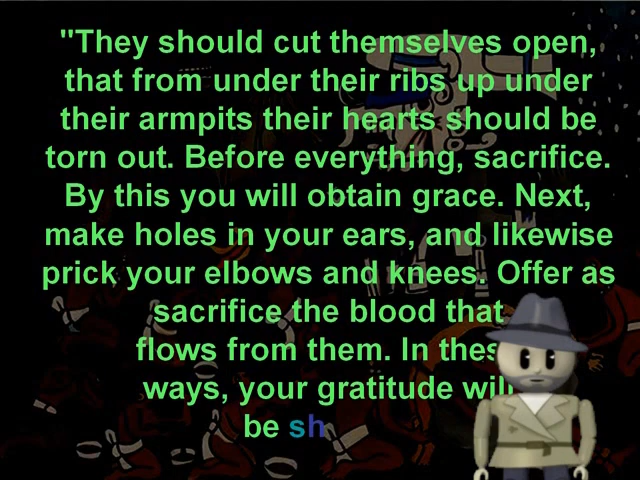 "They should cut themselves open,
that from under their ribs up under
their armpits their hearts should be
torn out. Before everything, sacrifice.
By this you will obtain grace. Next,
make holes in your ears, and likewise
prick your elbows and knees. Offer as
sacrifice the blood that
flows from them. In thes
ways, your gratitude will
be sh